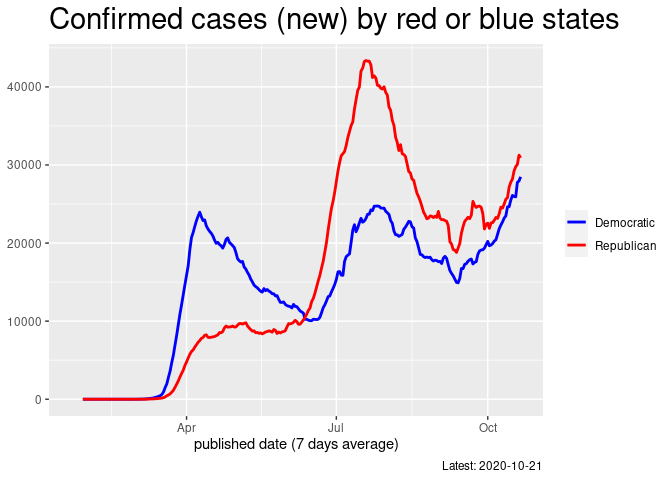 Confirmed cases (new) by red or blue states
40000
30000
20000
10000
0
Apr
Jul
Oct
published date (7 days average)
Democratic
Republican
Latest: 2020-10-21